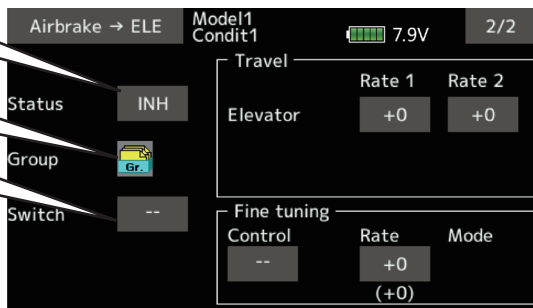 Airbrake → ELE
Model1
Condit1
7.9V
2/2
Travel
Rate 1 Rate 2
Status INH
Elevator +0 +0
Group Gr.
Switch --
Fine tuning
Control Rate Mode
-- +0
(+0)